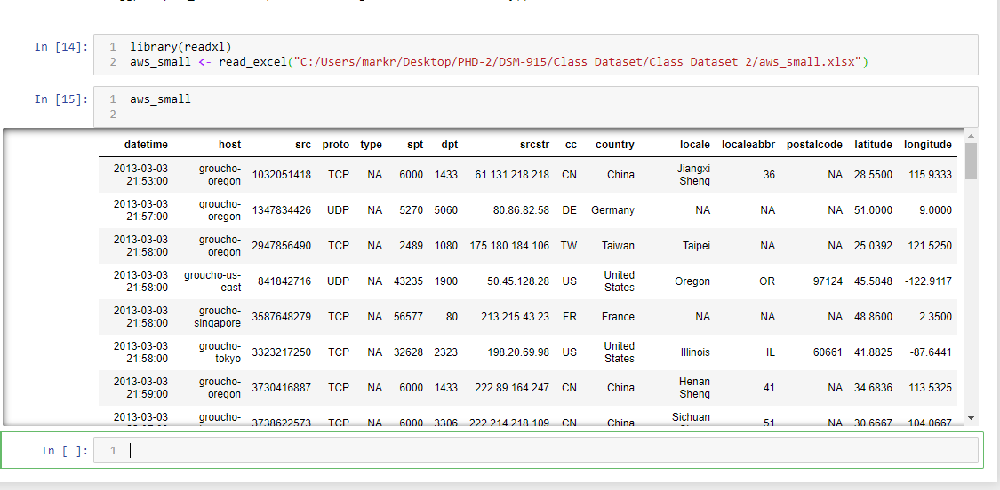 In [14]:
1 library(readxl)
2 aws_small <- read_excel("C:/Users/markr/Desktop/PHD-2/DSM-915/Class Dataset/Class Dataset 2/aws_small.xlsx")
In [15]:
1 aws_small
2
datetime host src proto type spt dpt srcstr cc country locale localeabbr postalcode latitude longitude
2013-03-03 21:53:00 groucho-oregon 1032051418 TCP NA 6000 1433 61.131.218.218 CN China Jiangxi Sheng 36 NA 28.5500 115.9333
2013-03-03 21:57:00 groucho-oregon 1347834426 UDP NA 5270 5060 80.86.82.58 DE Germany NA NA NA 51.0000 9.0000
2013-03-03 21:58:00 groucho-oregon 2947856490 TCP NA 2489 1080 175.180.184.106 TW Taiwan Taipei NA NA 25.0392 121.5250
2013-03-03 21:58:00 groucho-us-east 841842716 UDP NA 43235 1900 50.45.128.28 US United States Oregon OR 97124 45.5848 -122.9117
2013-03-03 21:58:00 groucho-singapore 3587648279 TCP NA 56577 80 213.215.43.23 FR France NA NA NA 48.8600 2.3500
2013-03-03 21:58:00 groucho-tokyo 3323217250 TCP NA 32628 2323 198.20.69.98 US United States Illinois IL 60661 41.8825 -87.6441
2013-03-03 21:59:00 groucho-oregon 3730416887 TCP NA 6000 1433 222.89.164.247 CN China Henan Sheng 41 NA 34.6836 113.5325
2013-03-03 groucho- 3738622573 TCP NA 6000 3306 222.214.218.109 CN China Sichuan 51 NA 30.6667 104.0667
In [ ]:
1